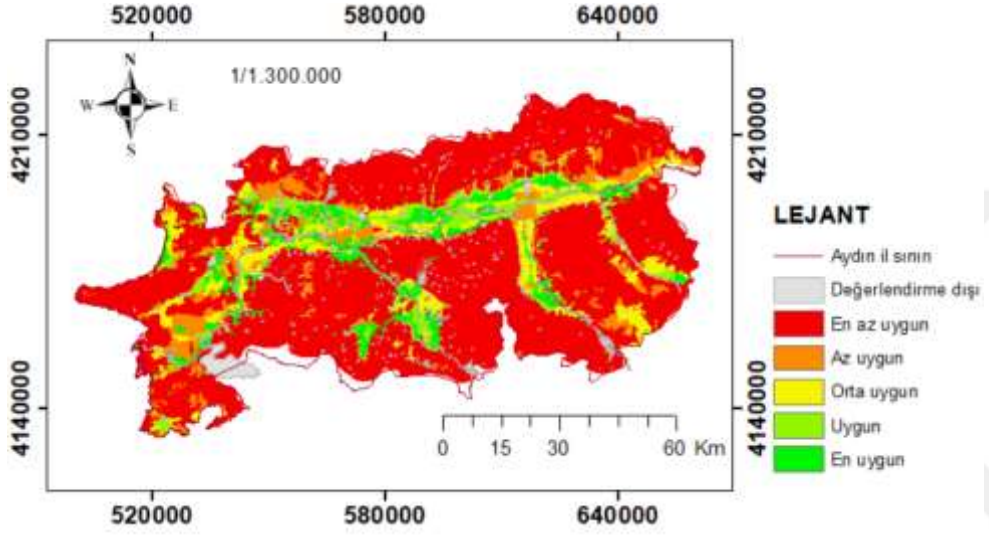 520000 580000 640000
N
W E
S
1/1.300.000
4210000 4210000
4140000 4140000
0 15 30 60 Km
520000 580000 640000
LEJANT
Aydın il sınırı
Değerlendirme dışı
En az uygun
Az uygun
Orta uygun
Uygun
En uygun